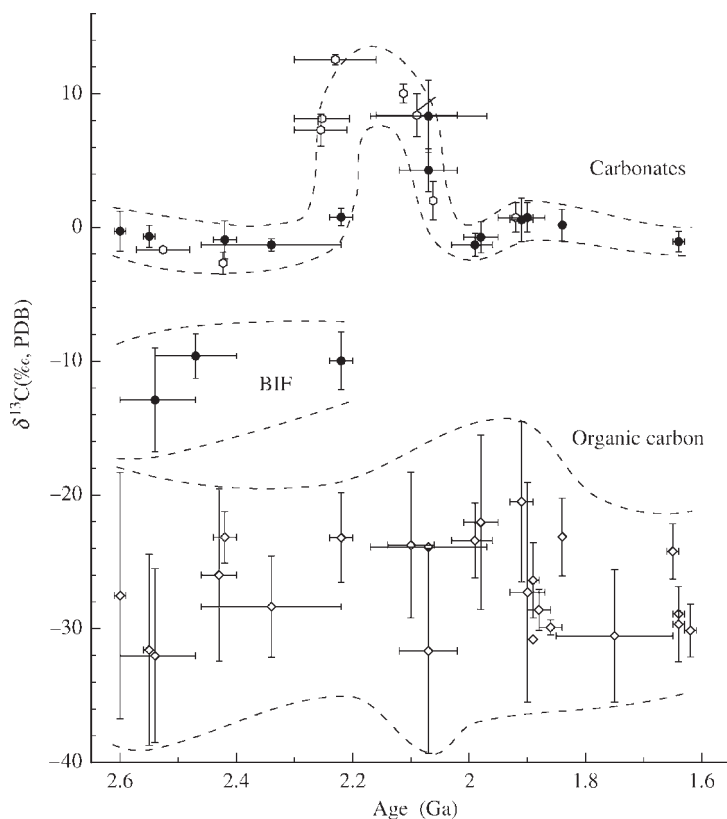 10
0
−10
−20
−30
−40
δ¹³C(‰, PDB)
Carbonates
BIF
Organic carbon
2.6
2.4
2.2
2
1.8
1.6
Age (Ga)